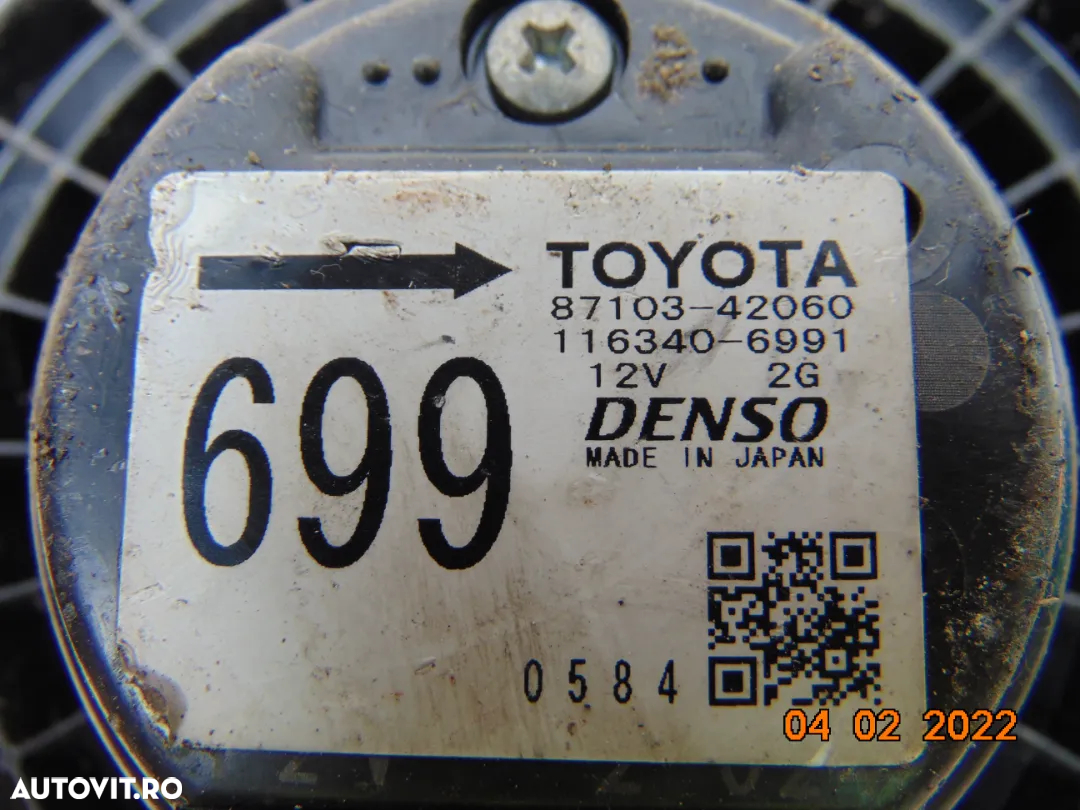 TOYOTA
87103-42060
116340-6991
12V 2G
DENSO
MADE IN JAPAN
699
0584
04 02 2022
AUTOVIT.RO